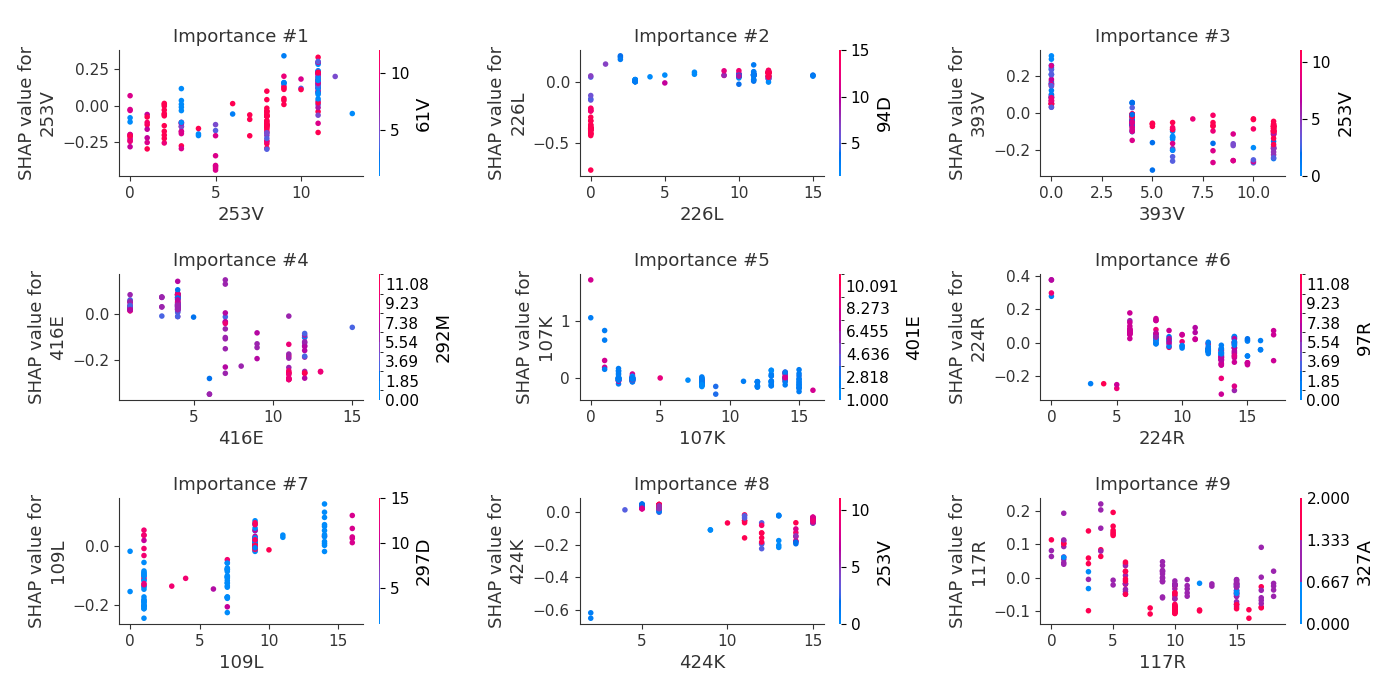 Importance #1
SHAP value for
253V
0.25
0.00
−0.25
0
5
10
253V
10
5
61V
Importance #2
SHAP value for
226L
0.0
−0.5
0
5
10
15
226L
15
10
5
94D
Importance #3
SHAP value for
393V
0.2
0.0
−0.2
0.0
2.5
5.0
7.5
10.0
393V
10
5
0
253V
Importance #4
SHAP value for
416E
0.0
−0.2
5
10
15
416E
11.08
9.23
7.38
5.54
3.69
1.85
0.00
292M
Importance #5
SHAP value for
107K
1
0
0
5
10
15
107K
10.091
8.273
6.455
4.636
2.818
1.000
401E
Importance #6
SHAP value for
224R
0.4
0.2
0.0
−0.2
0
5
10
15
224R
11.08
9.23
7.38
5.54
3.69
1.85
0.00
97R
Importance #7
SHAP value for
109L
0.0
−0.2
0
5
10
15
109L
15
10
5
297D
Importance #8
SHAP value for
424K
0.0
−0.2
−0.4
−0.6
5
10
15
424K
10
5
0
253V
Importance #9
SHAP value for
117R
0.2
0.1
0.0
−0.1
0
5
10
15
117R
2.000
1.333
0.667
0.000
327A